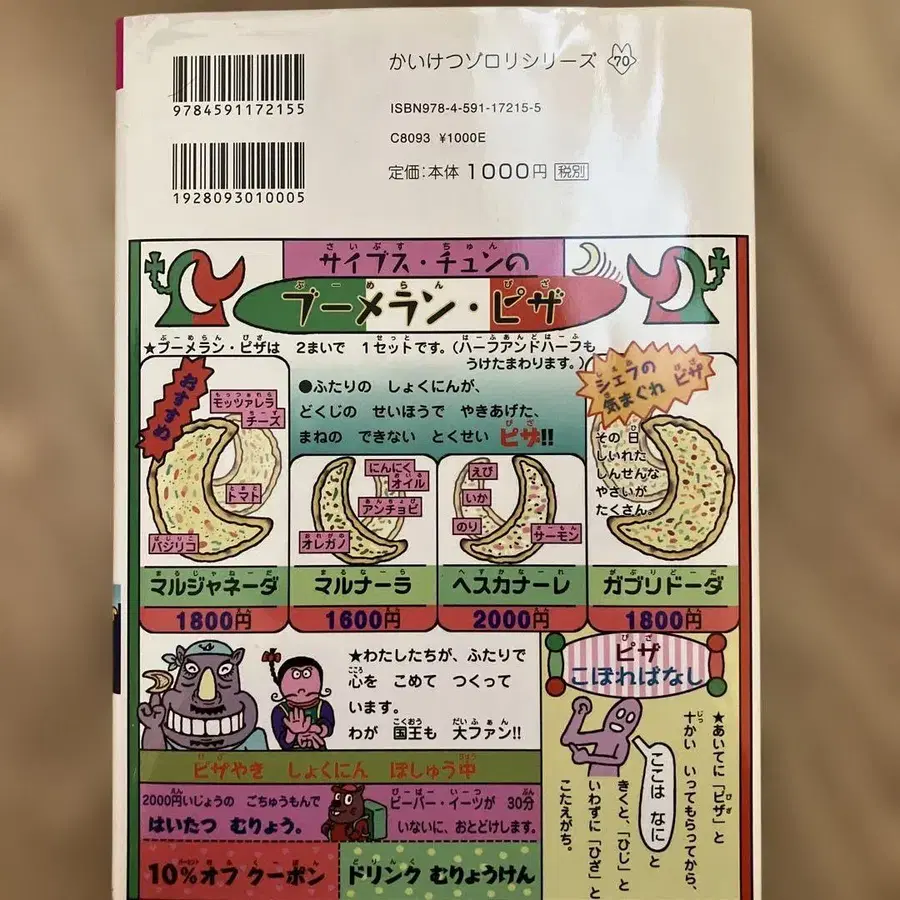 9784591172155
1928093010005
かいけつゾロリシリーズ 70
ISBN978-4-591-17215-5
C8093 ¥1000E
定価:本体1000円 税別
サイブス・チュンの
ブーメラン・ピザ
★ブーメラン・ピザは 2まいで 1セットです。(ハーフアンドハーフも
うけたまわります。)
おすすめ
モッツァレラ
チーズ
トマト
バジリコ
マルジャネーダ
1800円
●ふたりの しょくにんが、
どくじの せいほうで やきあげた、
まねの できない とくせい ピザ!!
にんにく
オイル
アンチョビ
オレガノ
マルナーラ
1600円
えび
いか
のり
サーモン
ヘスカナーレ
2000円
シェフの
気まぐれ ピザ
その日
しいれた
しんせんな
やさいが
たくさん。
ガブリドーダ
1800円
★わたしたちが、ふたりで
心を こめて つくって
います。
わが 国王も 大ファン!!
ピザやき しょくにん ぼしゅう中
2000円いじょうの ごちゅうもんで
はいたつ むりょう。
ビーバー・イーツが 30分
いないに、おとどけします。
10%オフ クーポン
ドリンク むりょうけん
ピザ
こぼればなし
★あいてに「ピザ」と
十かい いってもらってから、
ここは なに
と
きくと、「ひじ」と
いわずに「ひざ」と
こたえがち。